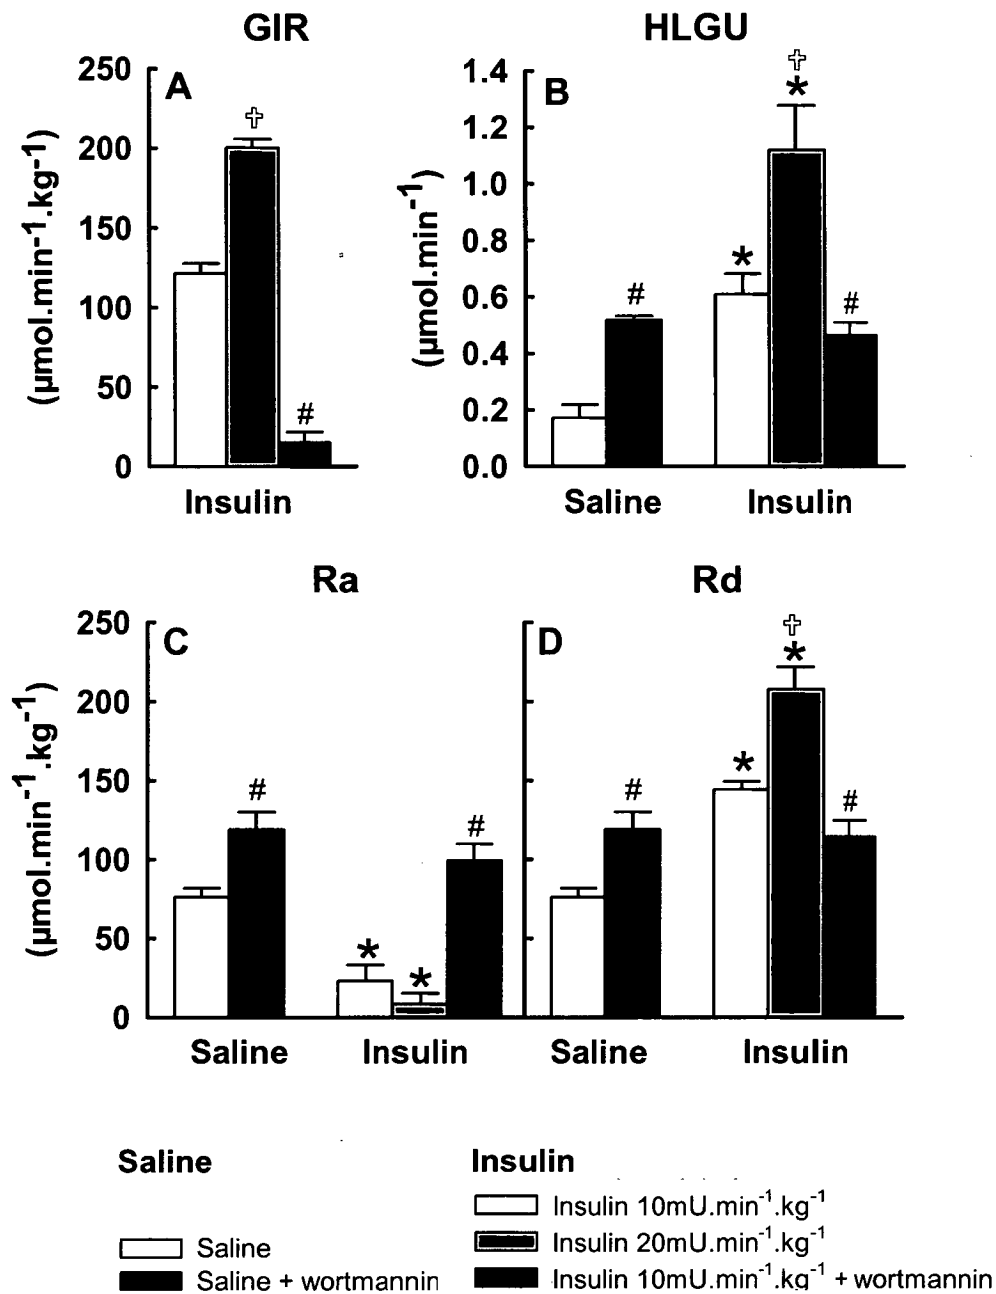 GIR
HLGU
A
B
250
200
150
100
50
0
(µmol.min⁻¹.kg⁻¹)
✞
#
Insulin
1.4
1.2
1.0
0.8
0.6
0.4
0.2
0.0
(µmol.min⁻¹)
#
*
✞
*
#
Saline
Insulin
Ra
Rd
C
D
250
200
150
100
50
0
(µmol.min⁻¹.kg⁻¹)
#
*
*
#
#
*
✞
*
#
Saline
Insulin
Saline
Insulin
Saline
Saline
Saline + wortmannin
Insulin
Insulin 10mU.min⁻¹.kg⁻¹
Insulin 20mU.min⁻¹.kg⁻¹
Insulin 10mU.min⁻¹.kg⁻¹ + wortmannin